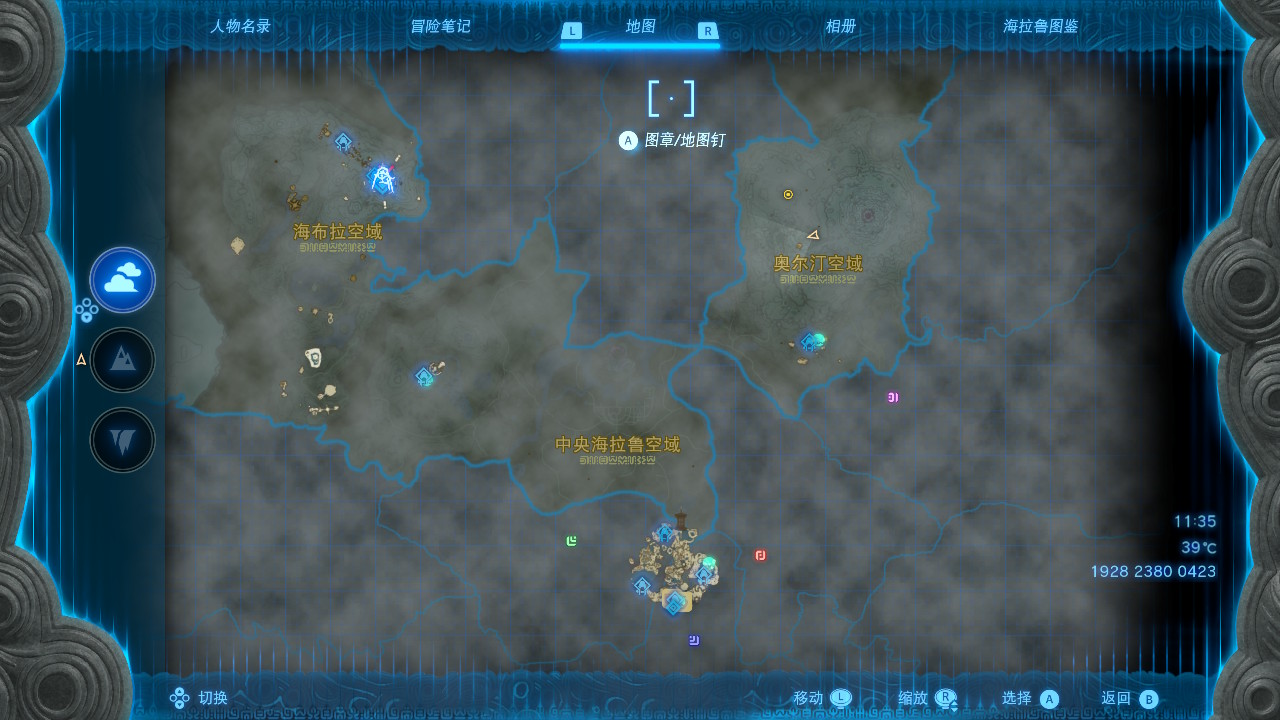 人物名录
冒险笔记
L
地图
R
相册
海拉鲁图鉴
A 图章/地图钉
海布拉空域
奥尔汀空域
中央海拉鲁空域
11:35
39℃
1928 2380 0423
切换
移动 L
缩放 R
选择 A
返回 B